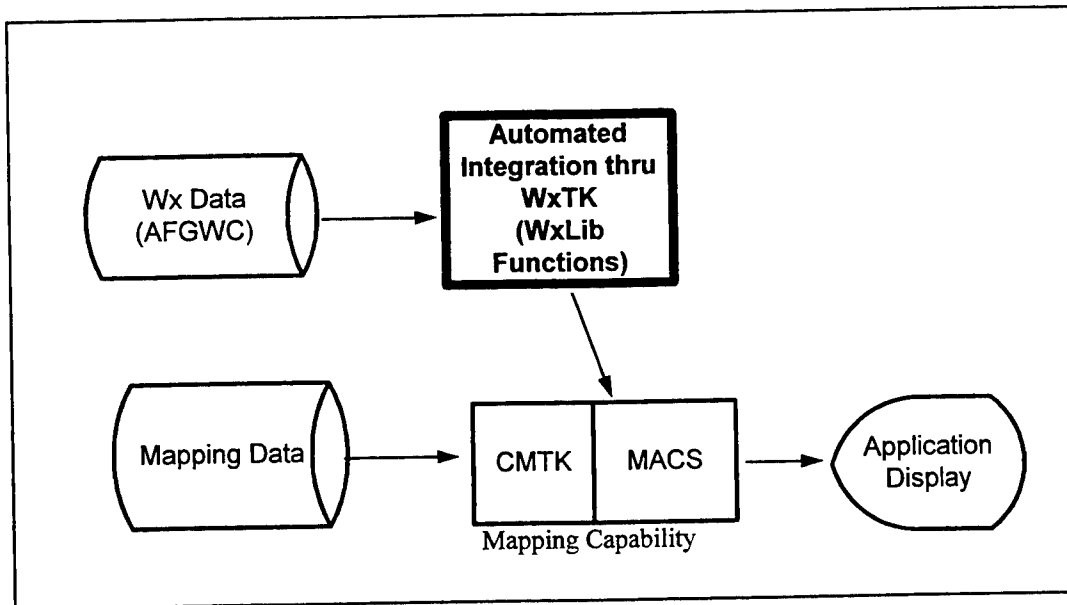 Wx Data
(AFGWC)
Automated
Integration thru
WxTK
(WxLib
Functions)
Mapping Data
CMTK
MACS
Application
Display
Mapping Capability